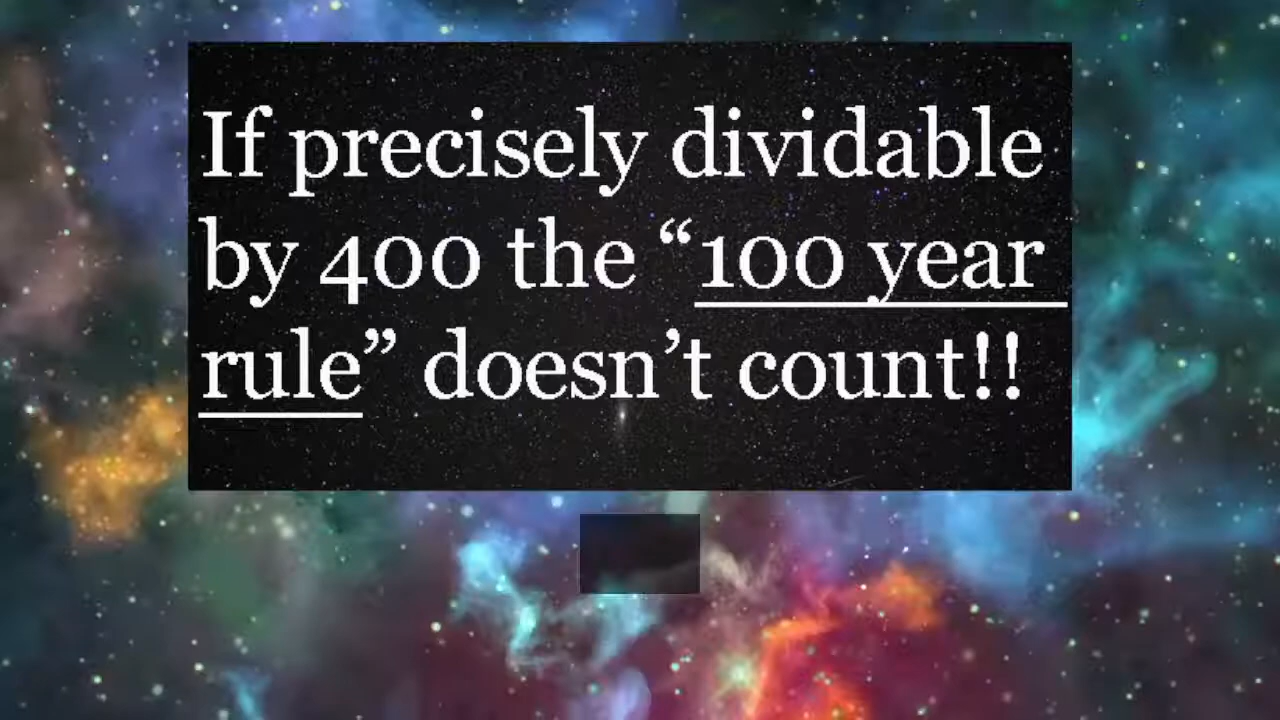 If precisely dividable
by 400 the “100 year
rule” doesn’t count!!